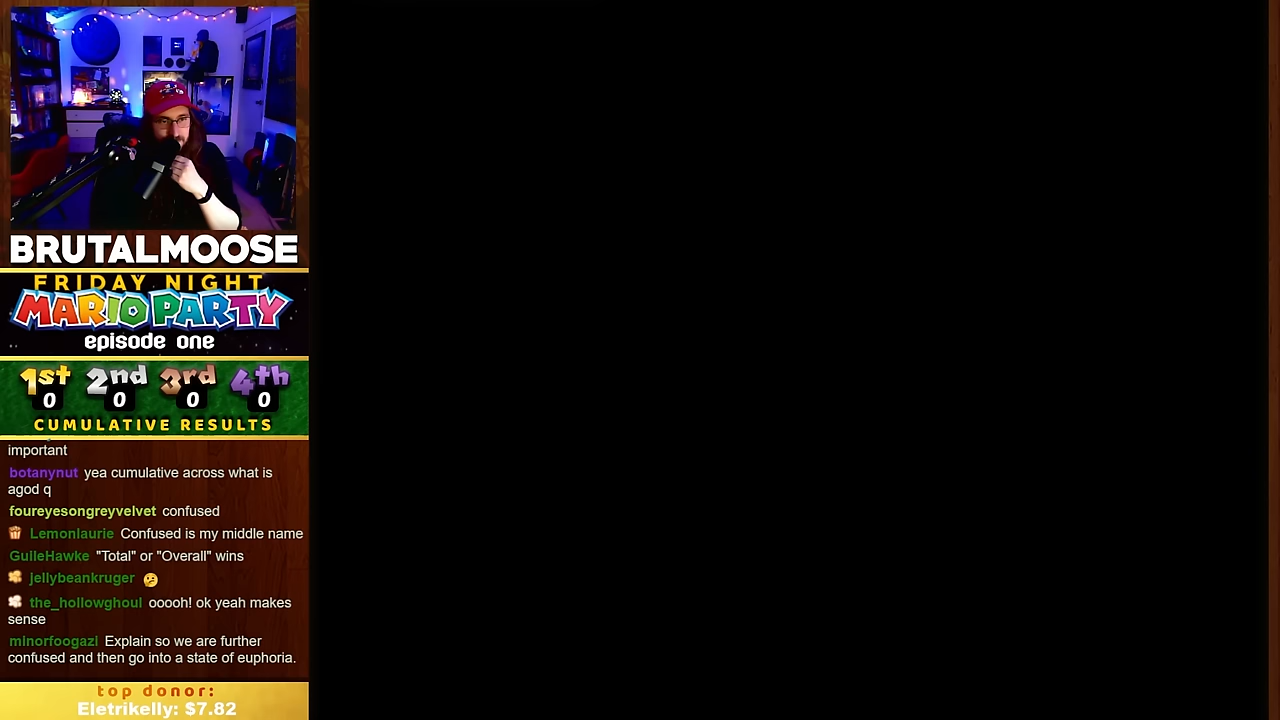 BRUTALMOOSE
FRIDAY NIGHT
MARIO PARTY
episode one
1st 2nd 3rd 4th
0 0 0 0
CUMULATIVE RESULTS
important
botanynut yea cumulative across what is
agod q
foureyesongreyvelvet confused
Lemonlaurie Confused is my middle name
GuileHawke "Total" or "Overall" wins
jellybeankruger 🤔
the_hollowghoul ooooh! ok yeah makes
sense
minorfoogazi Explain so we are further
confused and then go into a state of euphoria.
top donor:
Eletrikelly: $7.82